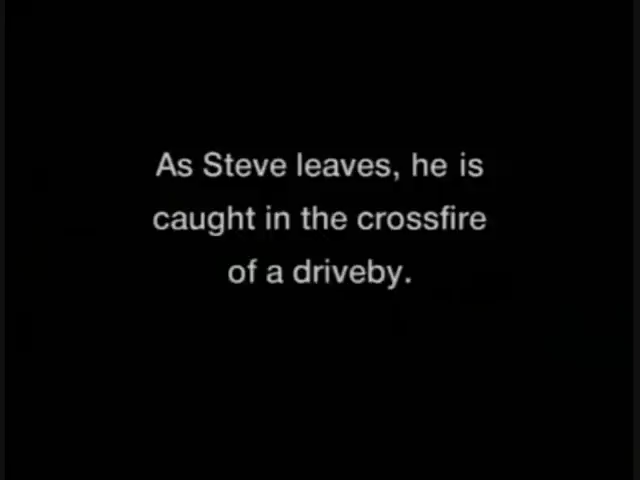 As Steve leaves, he is
caught in the crossfire
of a driveby.